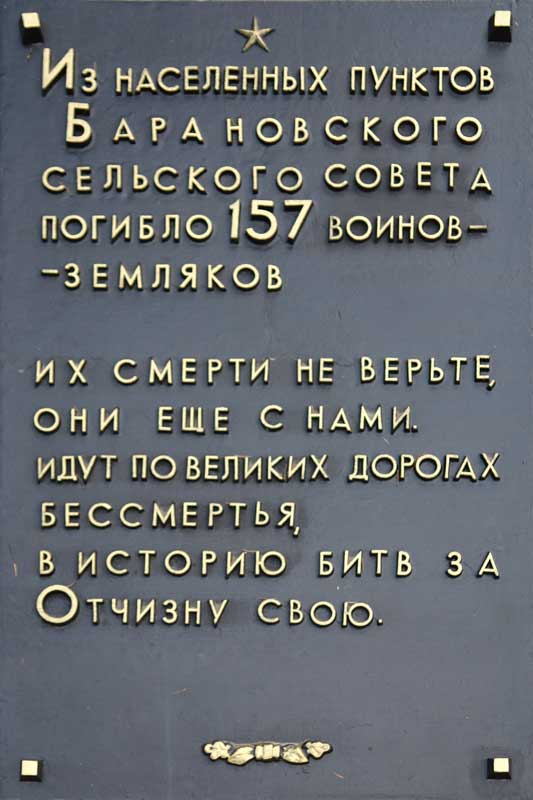 Из населенных пунктов
Барановского
сельского совета
погибло 157 воинов-
-земляков
их смерти не верьте,
они еще с нами.
идут по великих дорогах
бессмертья,
в историю битв за
Отчизну свою.